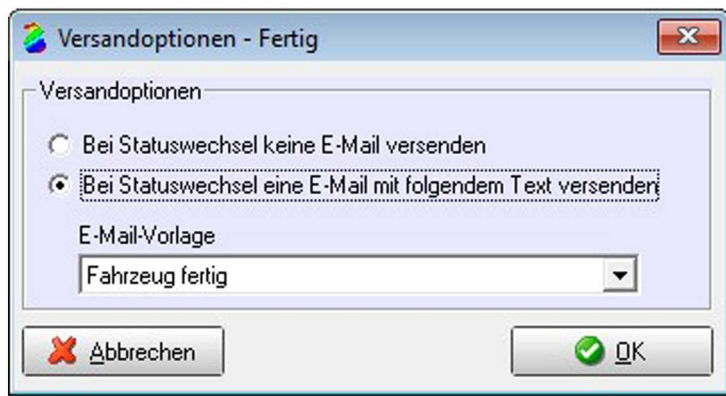 Versandoptionen - Fertig
Versandoptionen
Bei Statuswechsel keine E-Mail versenden
Bei Statuswechsel eine E-Mail mit folgendem Text versenden
E-Mail-Vorlage
Fahrzeug fertig
Abbrechen
OK